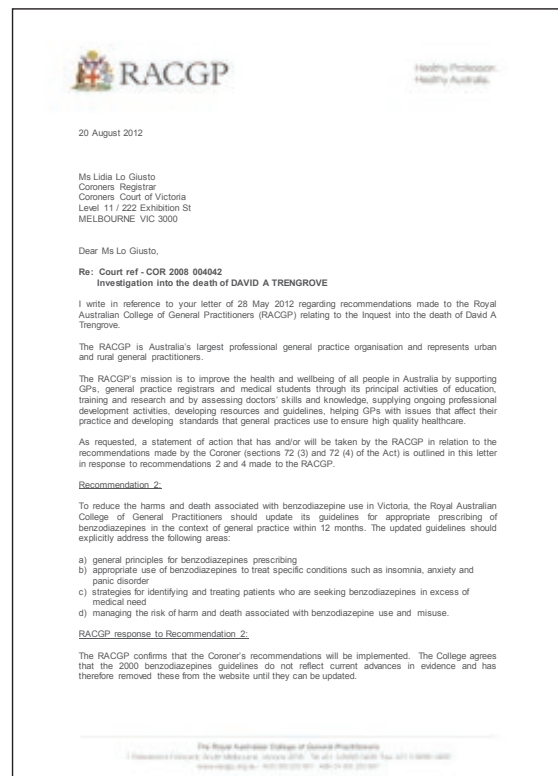 RACGP
Healthy Profession.
Healthy Australia.
20 August 2012
Ms Lidia Lo Giusto
Coroners Registrar
Coroners Court of Victoria
Level 11 / 222 Exhibition St
MELBOURNE VIC 3000
Dear Ms Lo Giusto,
Re: Court ref - COR 2008 004042
Investigation into the death of DAVID A TRENGROVE
I write in reference to your letter of 28 May 2012 regarding recommendations made to the Royal
Australian College of General Practitioners (RACGP) relating to the Inquest into the death of David A
Trengrove.
The RACGP is Australia's largest professional general practice organisation and represents urban
and rural general practitioners.
The RACGP's mission is to improve the health and wellbeing of all people in Australia by supporting
GPs, general practice registrars and medical students through its principal activities of education,
training and research and by assessing doctors' skills and knowledge, supplying ongoing professional
development activities, developing resources and guidelines, helping GPs with issues that affect their
practice and developing standards that general practices use to ensure high quality healthcare.
As requested, a statement of action that has and/or will be taken by the RACGP in relation to the
recommendations made by the Coroner (sections 72 (3) and 72 (4) of the Act) is outlined in this letter
in response to recommendations 2 and 4 made to the RACGP.
Recommendation 2:
To reduce the harms and death associated with benzodiazepine use in Victoria, the Royal Australian
College of General Practitioners should update its guidelines for appropriate prescribing of
benzodiazepines in the context of general practice within 12 months. The updated guidelines should
explicitly address the following areas:
a) general principles for benzodiazepines prescribing
b) appropriate use of benzodiazepines to treat specific conditions such as insomnia, anxiety and
panic disorder
c) strategies for identifying and treating patients who are seeking benzodiazepines in excess of
medical need
d) managing the risk of harm and death associated with benzodiazepine use and misuse.
RACGP response to Recommendation 2:
The RACGP confirms that the Coroner's recommendations will be implemented. The College agrees
that the 2000 benzodiazepines guidelines do not reflect current advances in evidence and has
therefore removed these from the website until they can be updated.
The Royal Australian College of General Practitioners